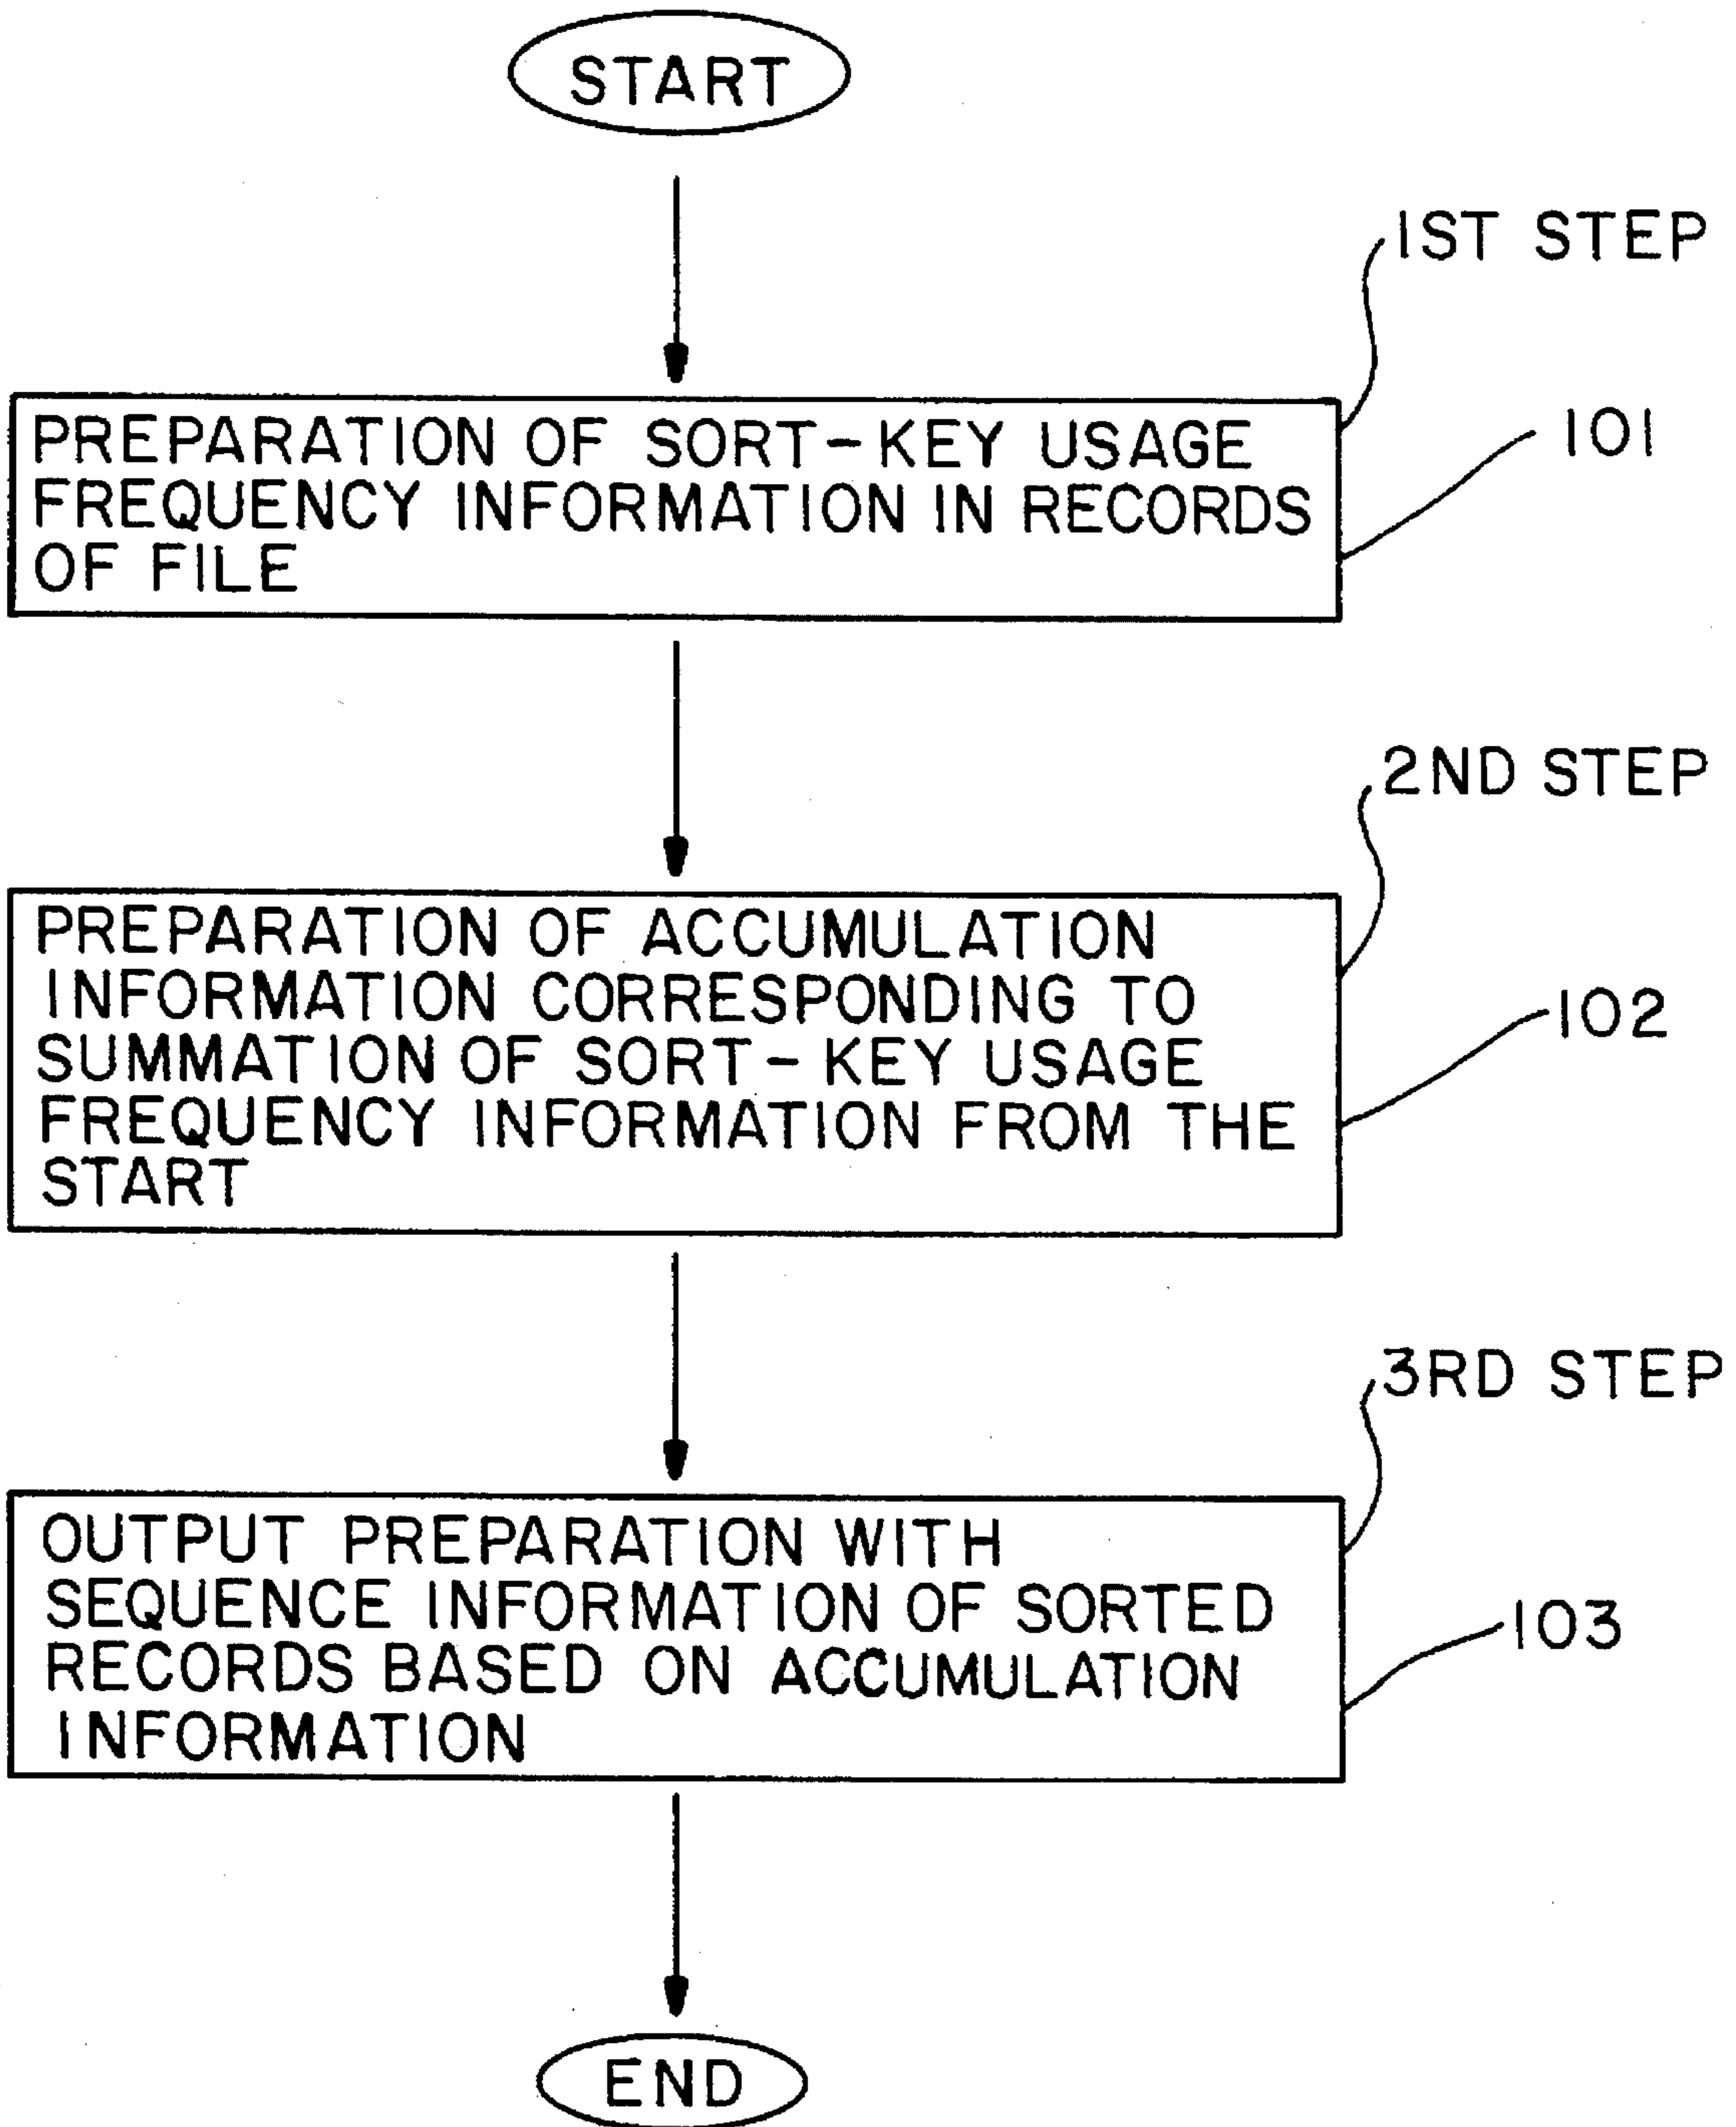 START
1ST STEP
PREPARATION OF SORT-KEY USAGE
FREQUENCY INFORMATION IN RECORDS
OF FILE
101
2ND STEP
PREPARATION OF ACCUMULATION
INFORMATION CORRESPONDING TO
SUMMATION OF SORT-KEY USAGE
FREQUENCY INFORMATION FROM THE
START
102
3RD STEP
OUTPUT PREPARATION WITH
SEQUENCE INFORMATION OF SORTED
RECORDS BASED ON ACCUMULATION
INFORMATION
103
END